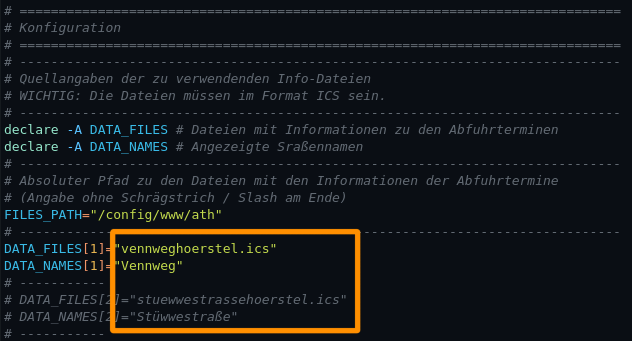 # =============================================================================
# Konfiguration
# =============================================================================
# -----------------------------------------------------------------------------
# Quellangaben der zu verwendenden Info-Dateien
# WICHTIG: Die Dateien müssen im Format ICS sein.
# -----------------------------------------------------------------------------
declare -A DATA_FILES # Dateien mit Informationen zu den Abfuhrterminen
declare -A DATA_NAMES # Angezeigte Sraßennamen
# -----------------------------------------------------------------------------
# Absoluter Pfad zu den Dateien mit den Informationen der Abfuhrtermine
# (Angabe ohne Schrägstrich / Slash am Ende)
FILES_PATH="/config/www/ath"
# -----------------------------------------------------------------------------
DATA_FILES[1]="vennweghoerstel.ics"
DATA_NAMES[1]="Vennweg"
# -----------
# DATA_FILES[2]="stuewwestrassehoerstel.ics"
# DATA_NAMES[2]="Stüwwestraße"
# -----------